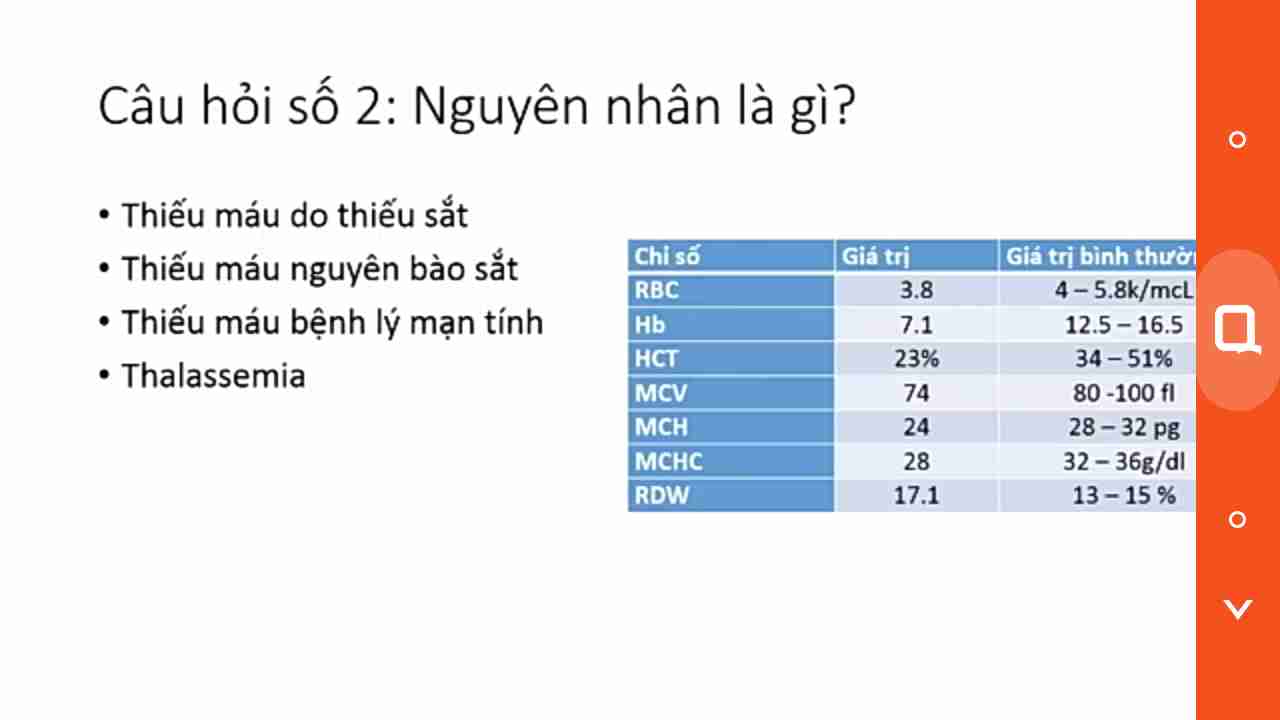 Câu hỏi số 2: Nguyên nhân là gì?
• Thiếu máu do thiếu sắt
• Thiếu máu nguyên bào sắt
• Thiếu máu bệnh lý mạn tính
• Thalassemia
Chỉ số Giá trị Giá trị bình thườn
RBC 3.8 4 – 5.8k/mcL
Hb 7.1 12.5 – 16.5
HCT 23% 34 – 51%
MCV 74 80 -100 fl
MCH 24 28 – 32 pg
MCHC 28 32 – 36g/dl
RDW 17.1 13 – 15 %